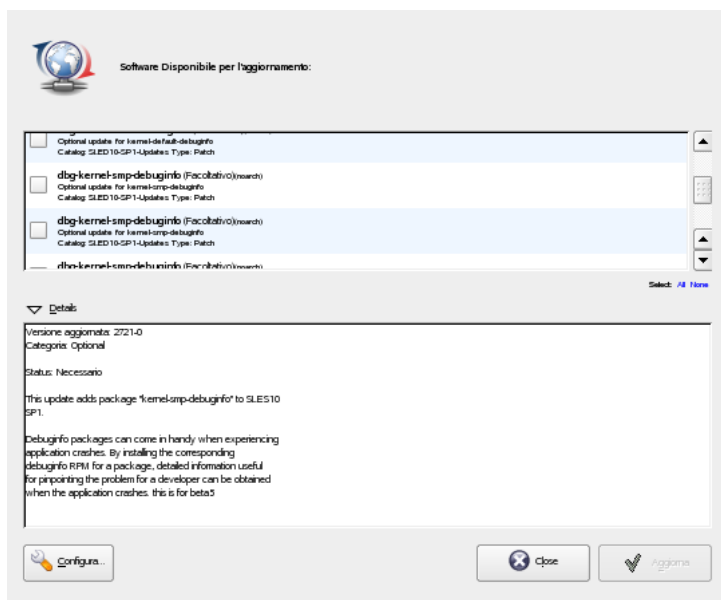 Software Disponibile per l'aggiornamento:
Optional update for kernel-default-debuginfo
Catalog: SLED10-SP1-Updates Type: Patch
dbg-kernel-smp-debuginfo (Facoltativo)(noarch)
Optional update for kernel-smp-debuginfo
Catalog: SLED10-SP1-Updates Type: Patch
dbg-kernel-smp-debuginfo (Facoltativo)(noarch)
Optional update for kernel-smp-debuginfo
Catalog: SLED10-SP1-Updates Type: Patch
dbg-kernel-smp-debuginfo (Facoltativo)(noarch)
Select: All None
Details
Versione aggiornata: 2721-0
Categoria: Optional
Status: Necessario
This update adds package "kernel-smp-debuginfo" to SLES10
SP1.
Debuginfo packages can come in handy when experiencing
application crashes. By installing the corresponding
debuginfo RPM for a package, detailed information useful
for pinpointing the problem for a developer can be obtained
when the application crashes. this is for beta5
Configura...
Close
Aggiorna